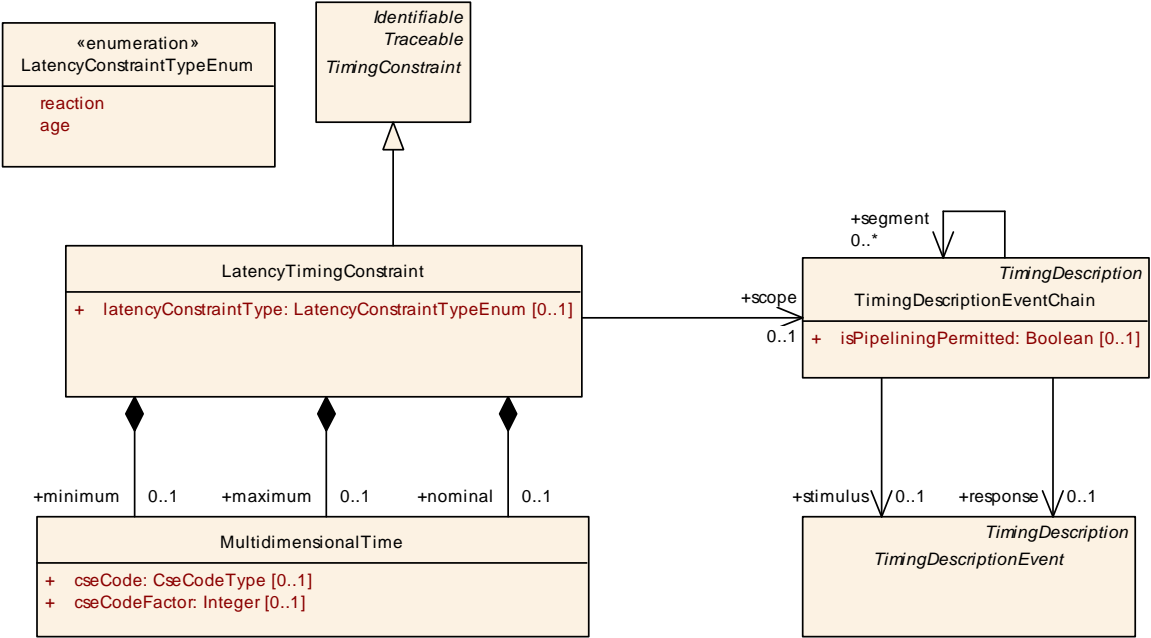 «enumeration»
LatencyConstraintTypeEnum
reaction
age
Identifiable
Traceable
TimingConstraint
LatencyTimingConstraint
+ latencyConstraintType: LatencyConstraintTypeEnum [0..1]
+scope
0..1
+segment
0..*
TimingDescription
TimingDescriptionEventChain
+ isPipeliningPermitted: Boolean [0..1]
+minimum 0..1
+maximum 0..1
+nominal 0..1
+stimulus 0..1
+response 0..1
MultidimensionalTime
+ cseCode: CseCodeType [0..1]
+ cseCodeFactor: Integer [0..1]
TimingDescription
TimingDescriptionEvent